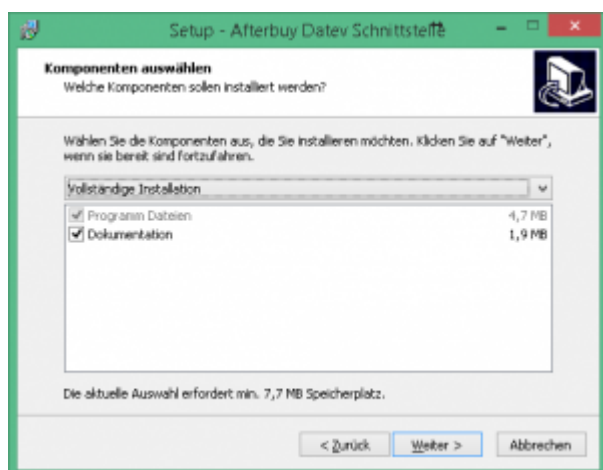 Setup - Afterbuy Datev Schnittstelle
Komponenten auswählen
Welche Komponenten sollen installiert werden?
Wählen Sie die Komponenten aus, die Sie installieren möchten. Klicken Sie auf "Weiter",
wenn sie bereit sind fortzufahren.
Vollständige Installation
Programm Dateien 4,7 MB
Dokumentation 1,9 MB
Die aktuelle Auswahl erfordert min. 7,7 MB Speicherplatz.
< Zurück Weiter > Abbrechen